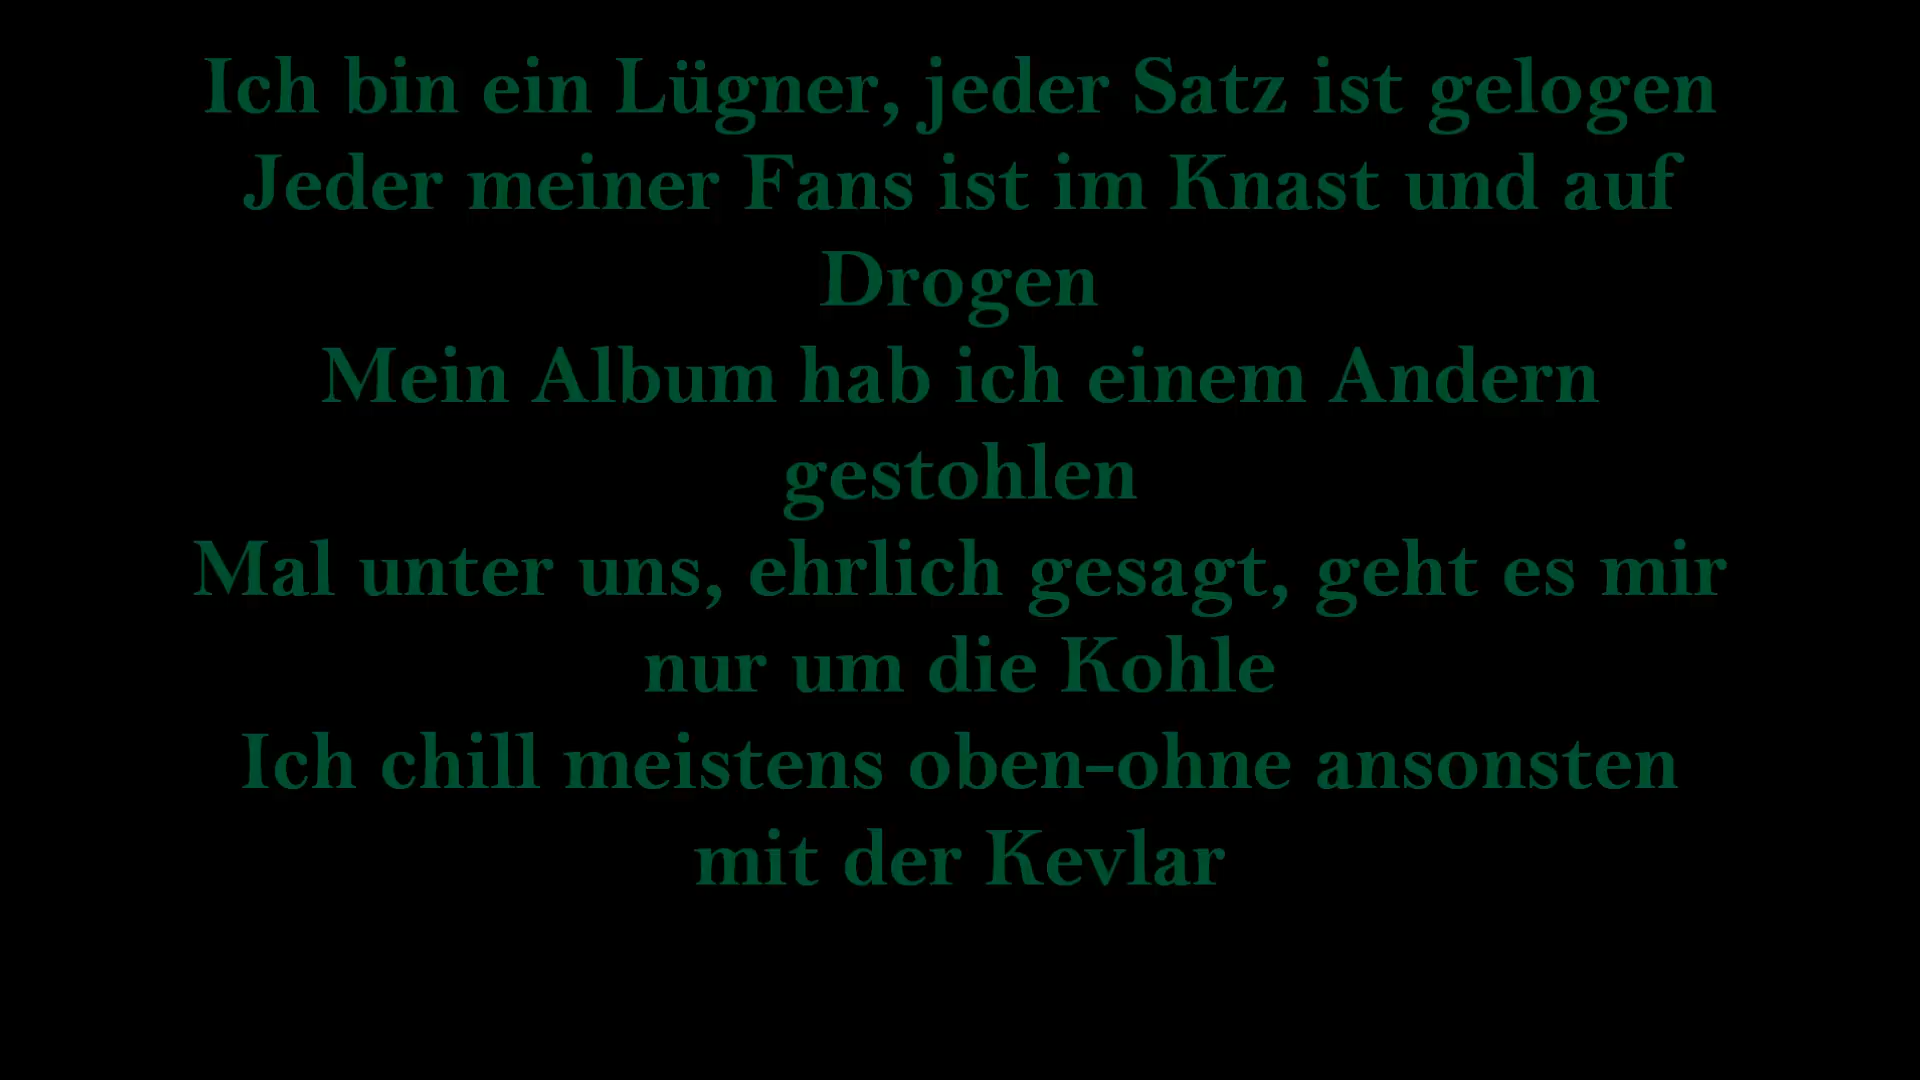 Ich bin ein Lügner, jeder Satz ist gelogen
Jeder meiner Fans ist im Knast und auf
Drogen
Mein Album hab ich einem Andern
gestohlen
Mal unter uns, ehrlich gesagt, geht es mir
nur um die Kohle
Ich chill meistens oben-ohne ansonsten
mit der Kevlar